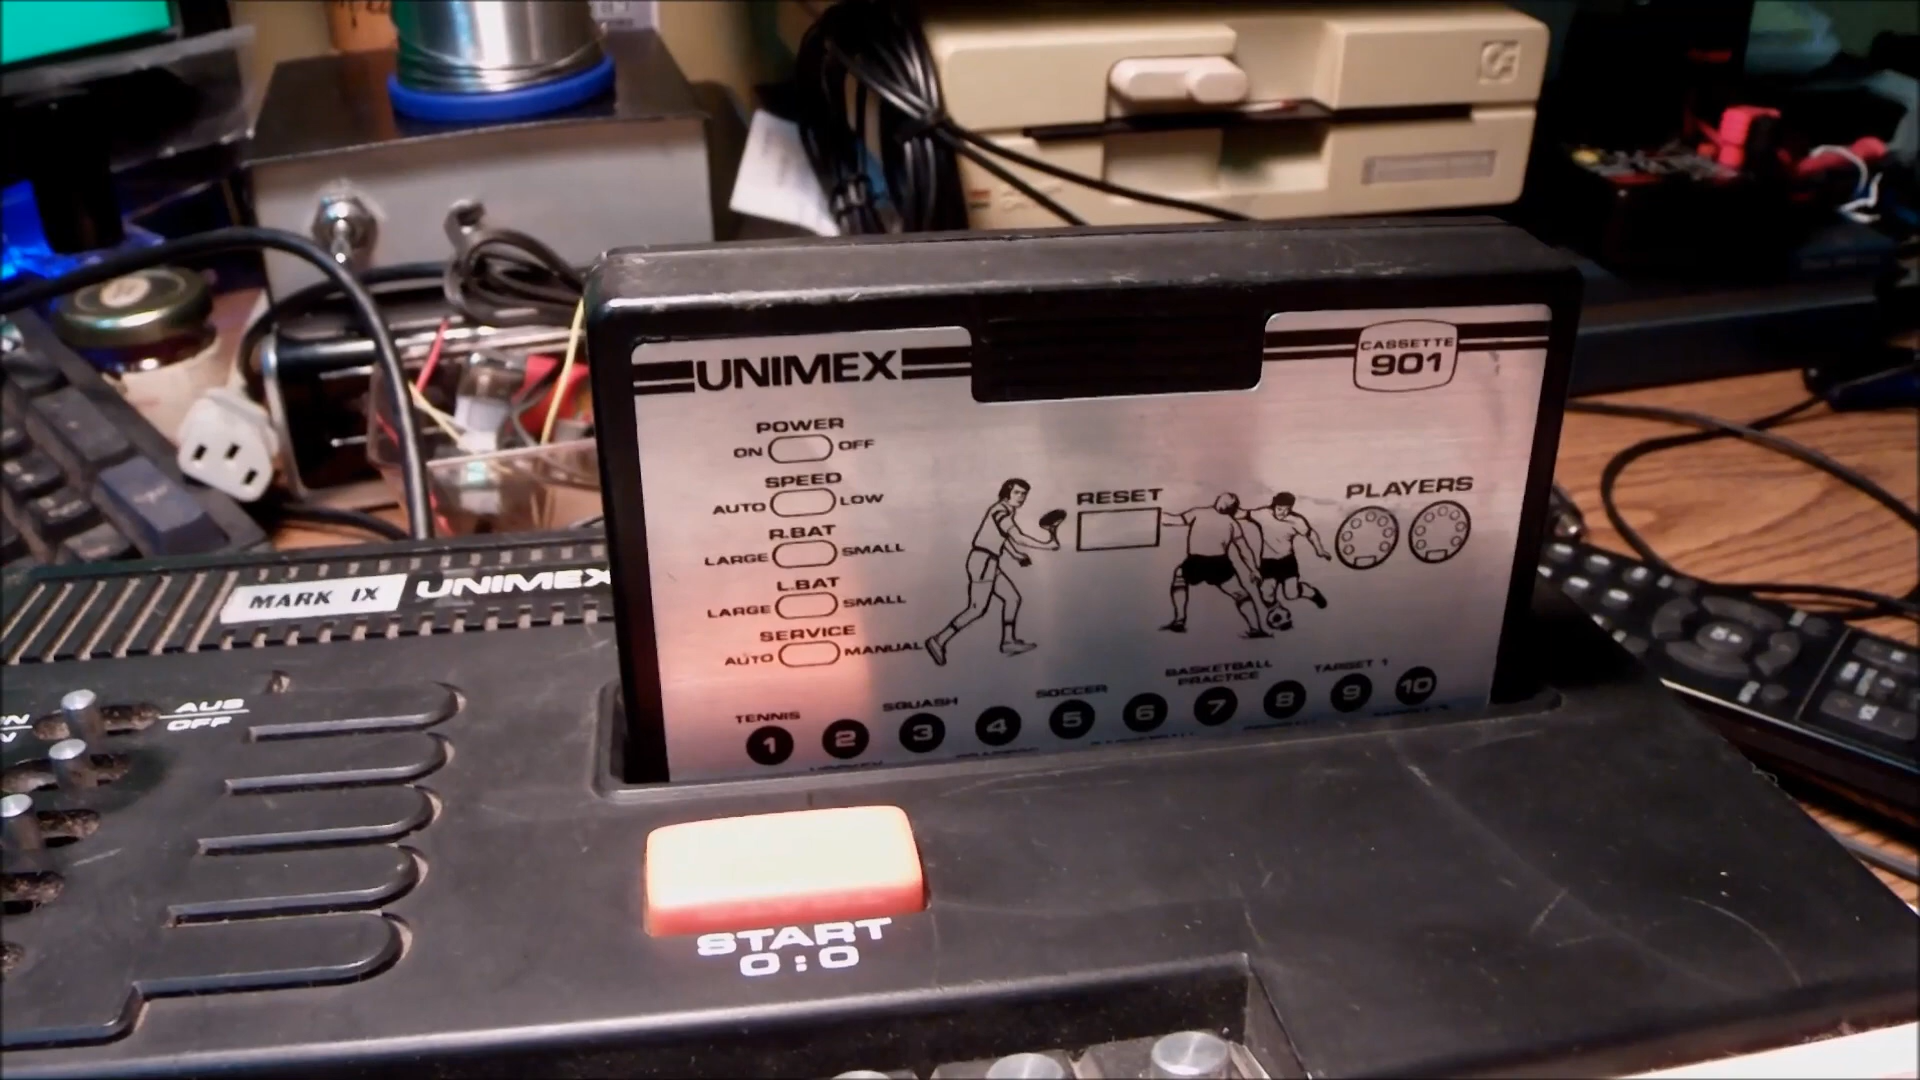 UNIMEX
CASSETTE
901
POWER
ON OFF
SPEED
AUTO LOW
R.BAT
LARGE SMALL
L.BAT
LARGE SMALL
SERVICE
AUTO MANUAL
RESET
PLAYERS
TENNIS SQUASH SOCCER BASKETBALL PRACTICE TARGET 1
1 2 3 4 5 6 7 8 9 10
MARK IX UNIMEX
AUS
OFF
START
0:0